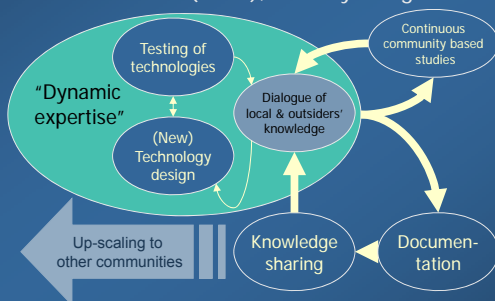 Continuous
community based
studies
Testing of
technologies
"Dynamic
expertise"
Dialogue of
local & outsiders'
knowledge
(New)
Technology
design
Up-scaling to
other communities
Knowledge
sharing
Documen-
tation